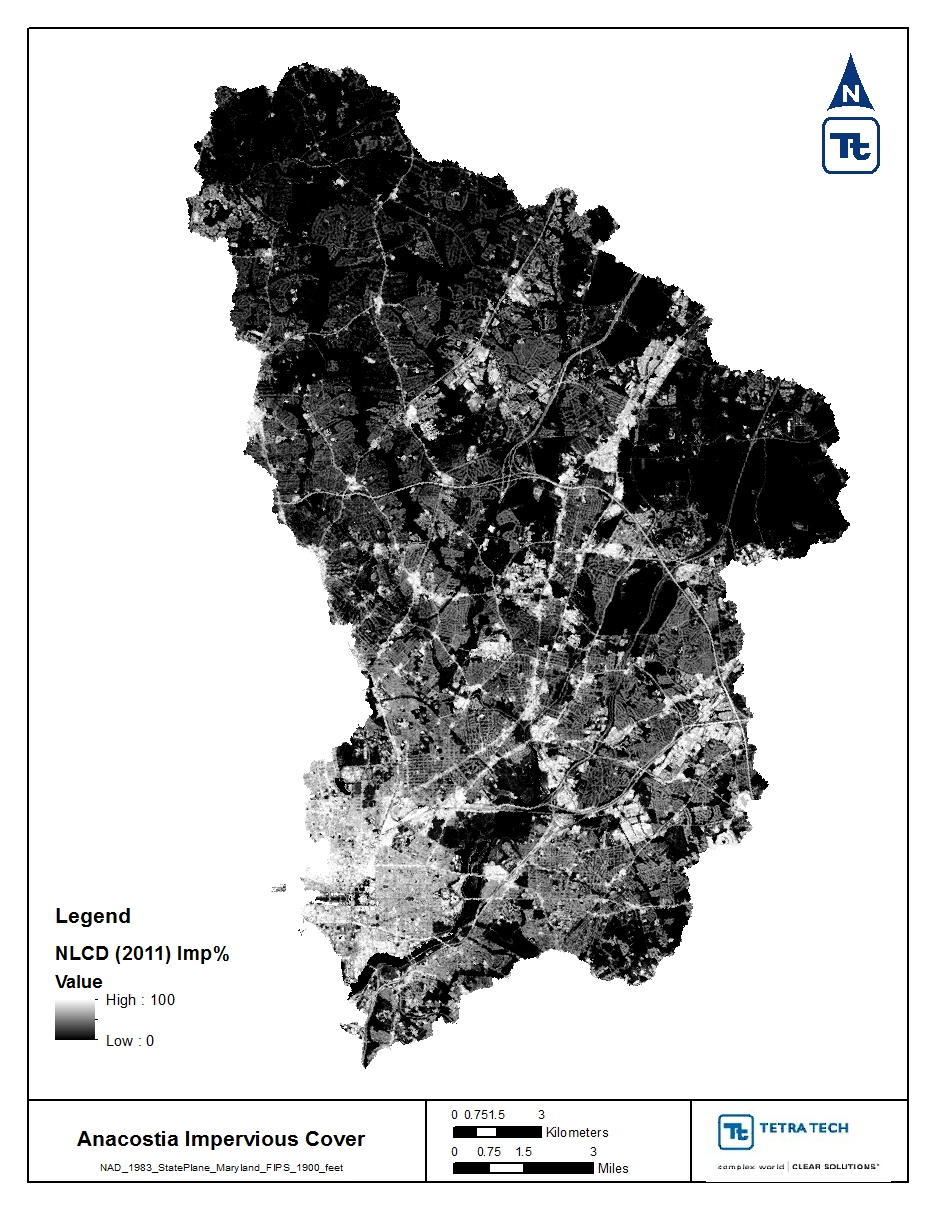 N
Tt
Legend
NLCD (2011) Imp%
Value
High : 100
Low : 0
Anacostia Impervious Cover
NAD_1983_StatePlane_Maryland_FIPS_1900_feet
0 0.751.5 3
Kilometers
0 0.75 1.5 3
Miles
Tt TETRA TECH
complex world | CLEAR SOLUTIONS™